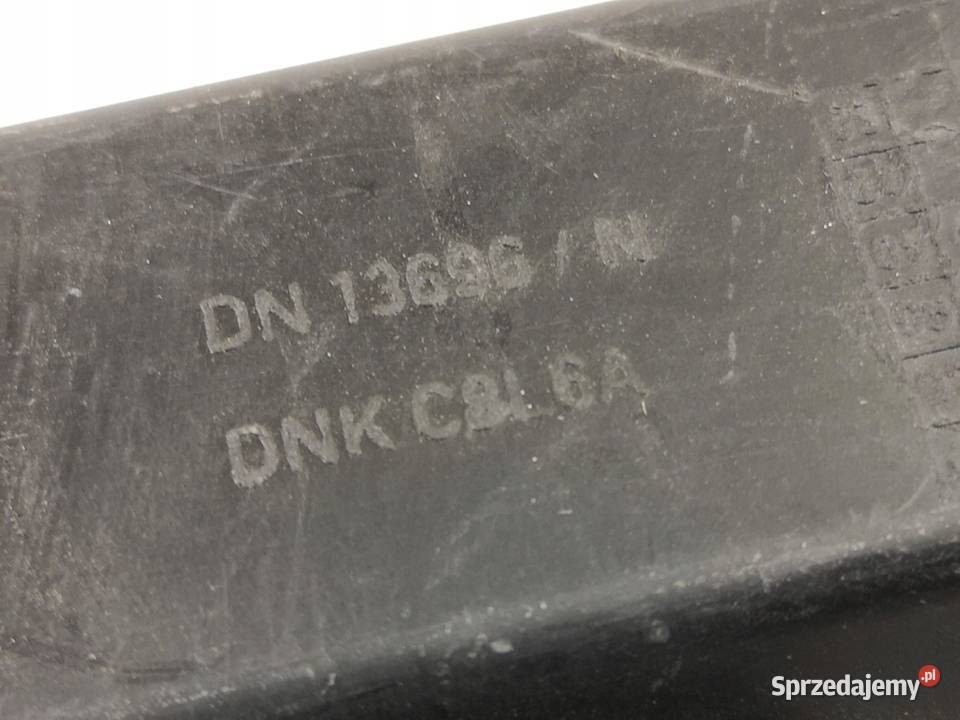 DN 13696 / N
DNK C8L6A
Sprzedajemy.pl